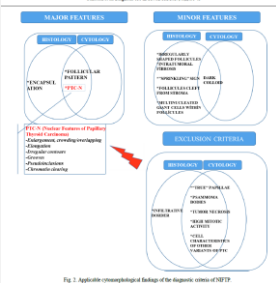 MAJOR FEATURES
HISTOLOGY
CYTOLOGY
*ENCAPSUL
ATION
*FOLLICULAR
PATTERN
*PTC-N
PTC-N (Nuclear Features of Papillary
Thyroid Carcinoma)
-Enlargement, crowding/overlapping
-Elongation
-Irregular contours
-Grooves
-Pseudoinclusions
-Chromatin clearing
MINOR FEATURES
HISTOLOGY
CYTOLOGY
*IRREGULARLY
SHAPED FOLLICLES
*INTRATUMORAL
FIBROSIS
*"SPRINKLING" SIGN
*FOLLICLES CLEFT
FROM STROMA
*MULTINUCLEATED
GIANT CELLS WITHIN
FOLLICULES
DARK
COLLOID
EXCLUSION CRITERIA
HISTOLOGY
CYTOLOGY
*INFILTRATIVE
BORDER
*"TRUE" PAPILLAE
*PSAMMOMA
BODIES
*TUMOR NECROSIS
*HIGH MITOTIC
ACTIVITY
*CELL
CHARACTERISTICS
OF OTHER
VARIANTS OF PTC
Fig. 2. Applicable cytomorphological findings of the diagnostic criteria of NIFTP